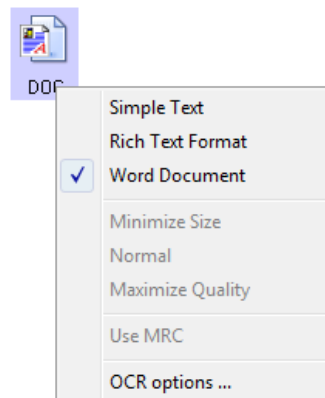 DOC
Simple Text
Rich Text Format
Word Document
Minimize Size
Normal
Maximize Quality
Use MRC
OCR options ...